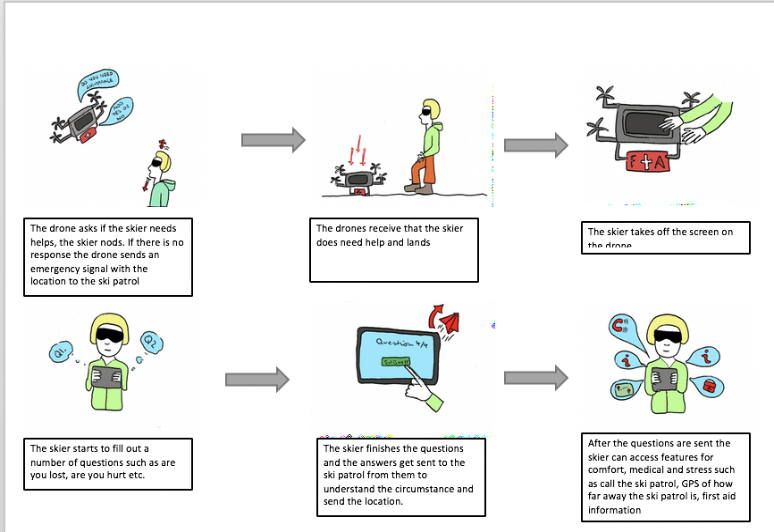 DO YOU NEED
ASSISTANCE
NOD
YES OR
NO
F+A
The drone asks if the skier needs
helps, the skier nods. If there is no
response the drone sends an
emergency signal with the
location to the ski patrol
The drones receive that the skier
does need help and lands
The skier takes off the screen on
the drone
Q1
Q2
Question 4/4
SUBMIT
The skier starts to fill out a
number of questions such as are
you lost, are you hurt etc.
The skier finishes the questions
and the answers get sent to the
ski patrol from them to
understand the circumstance and
send the location.
After the questions are sent the
skier can access features for
comfort, medical and stress such
as call the ski patrol, GPS of how
far away the ski patrol is, first aid
information